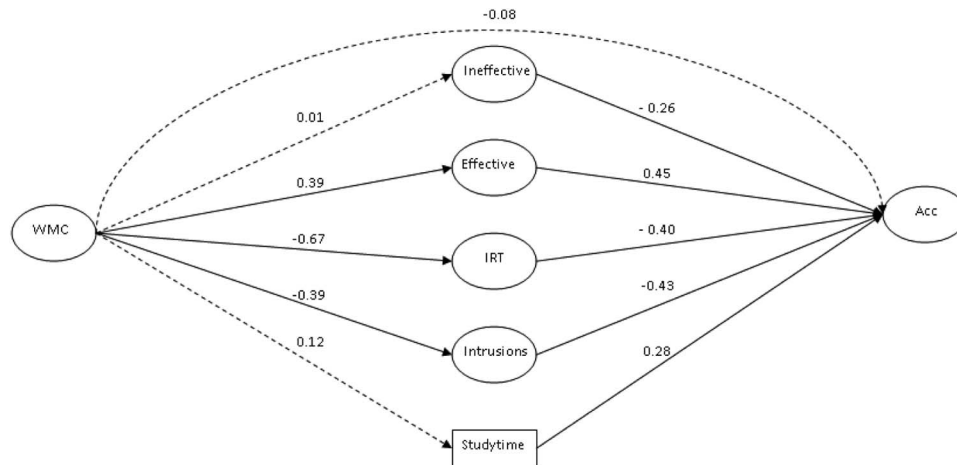 -0.08
Ineffective
0.01
- 0.26
Effective
0.39
0.45
Acc
WMC
-0.67
- 0.40
IRT
-0.39
-0.43
0.12
Intrusions
0.28
Studytime